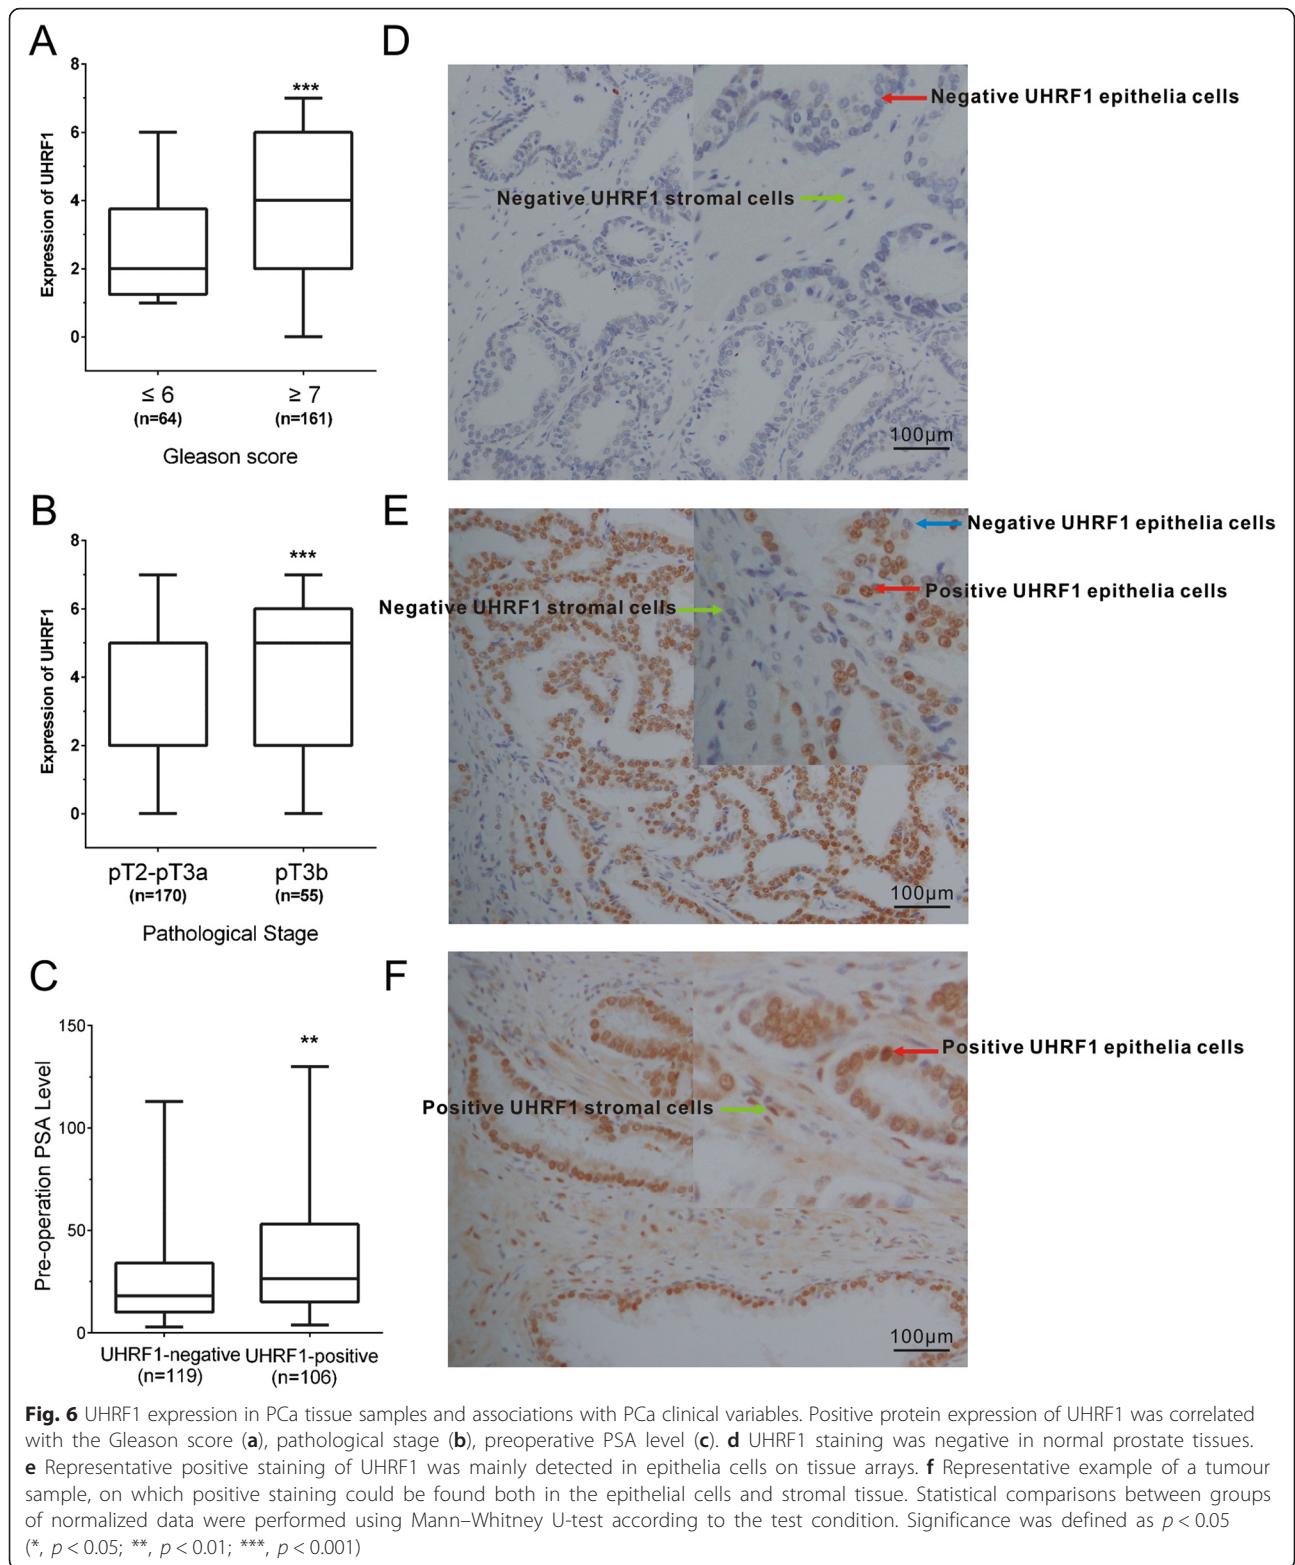 A
8
6
4
2
0
Expression of UHRF1
***
≤ 6
(n=64)
≥ 7
(n=161)
Gleason score
B
8
6
4
2
0
Expression of UHRF1
***
pT2-pT3a
(n=170)
pT3b
(n=55)
Pathological Stage
C
150
100
50
0
Pre-operation PSA Level
**
UHRF1-negative
(n=119)
UHRF1-positive
(n=106)
D
Negative UHRF1 epithelia cells
Negative UHRF1 stromal cells
100µm
E
Negative UHRF1 epithelia cells
Positive UHRF1 epithelia cells
Negative UHRF1 stromal cells
100µm
F
Positive UHRF1 epithelia cells
Positive UHRF1 stromal cells
100µm
Fig. 6 UHRF1 expression in PCa tissue samples and associations with PCa clinical variables. Positive protein expression of UHRF1 was correlated
with the Gleason score (a), pathological stage (b), preoperative PSA level (c). d UHRF1 staining was negative in normal prostate tissues.
e Representative positive staining of UHRF1 was mainly detected in epithelia cells on tissue arrays. f Representative example of a tumour
sample, on which positive staining could be found both in the epithelial cells and stromal tissue. Statistical comparisons between groups
of normalized data were performed using Mann–Whitney U-test according to the test condition. Significance was defined as p < 0.05
(*, p < 0.05; **, p < 0.01; ***, p < 0.001)